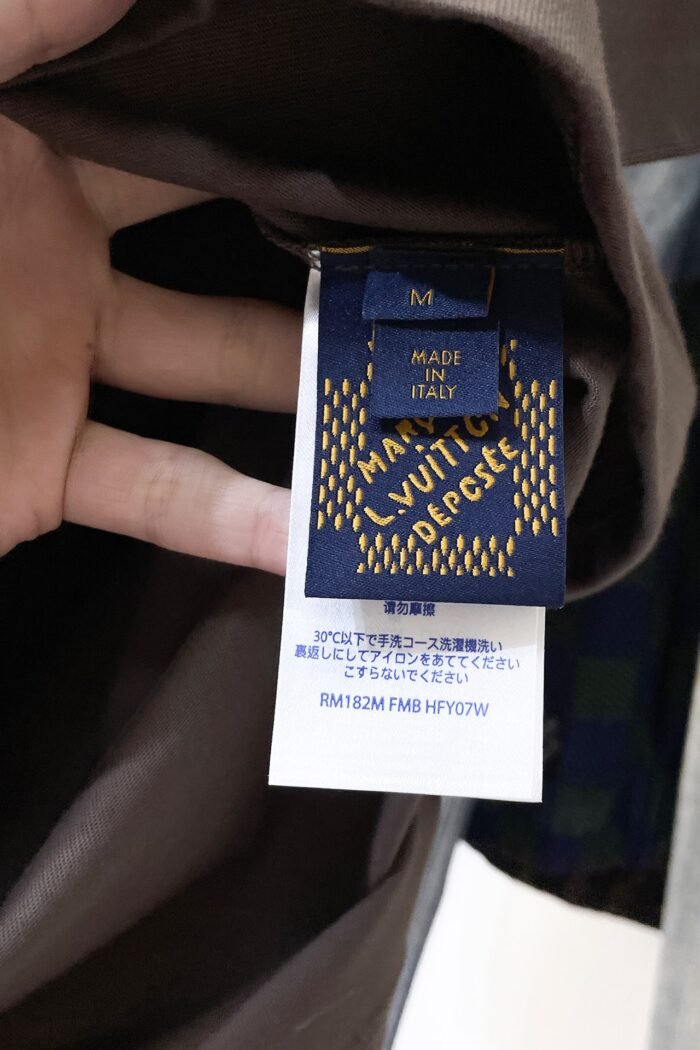 M
MADE
IN
ITALY
L.VUITTON
DEPOSÉE
请勿摩擦
30°C以下で手洗コース洗濯機洗い
裏返しにしてアイロンをあててください
こすらないでください
RM182M FMB HFY07W